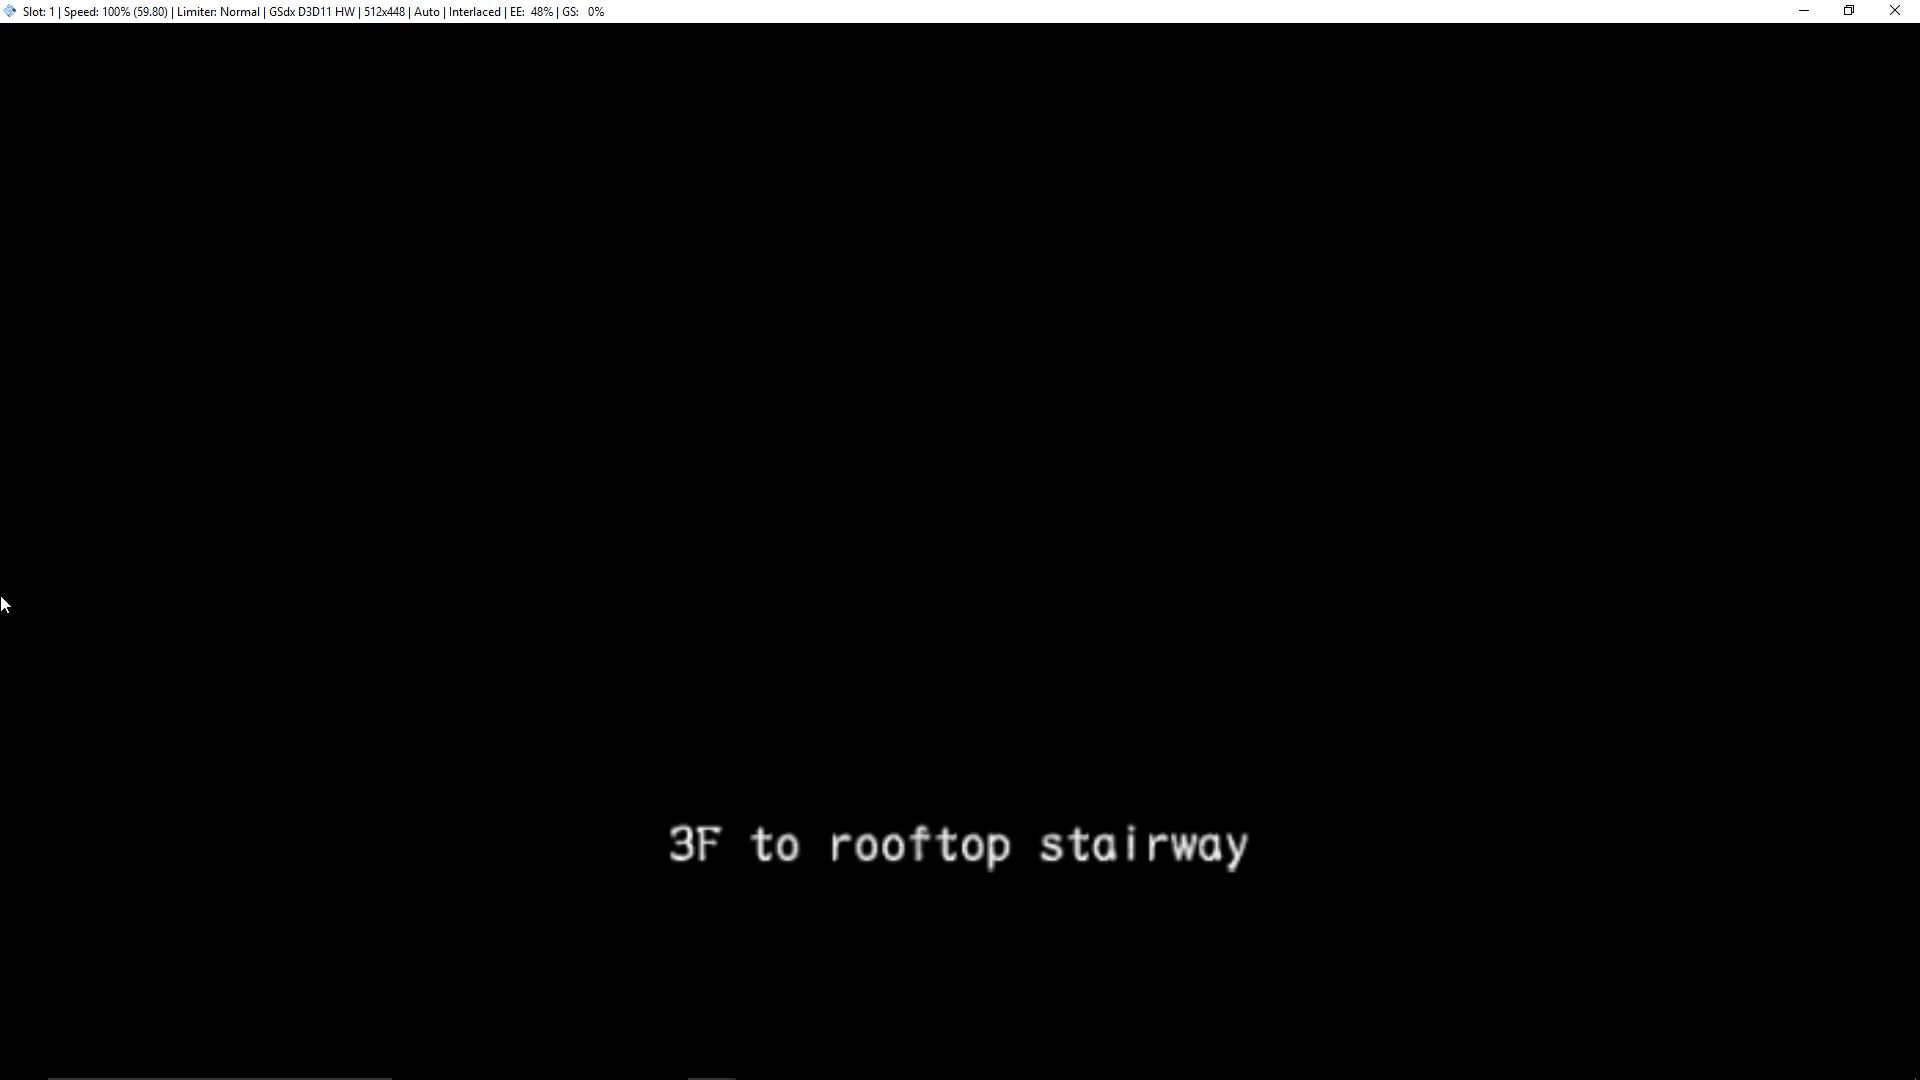 Slot: 1 | Speed: 100% (59.80) | Limiter: Normal | GSdx D3D11 HW | 512x448 | Auto | Interlaced | EE: 48% | GS: 0%
3F to rooftop stairway